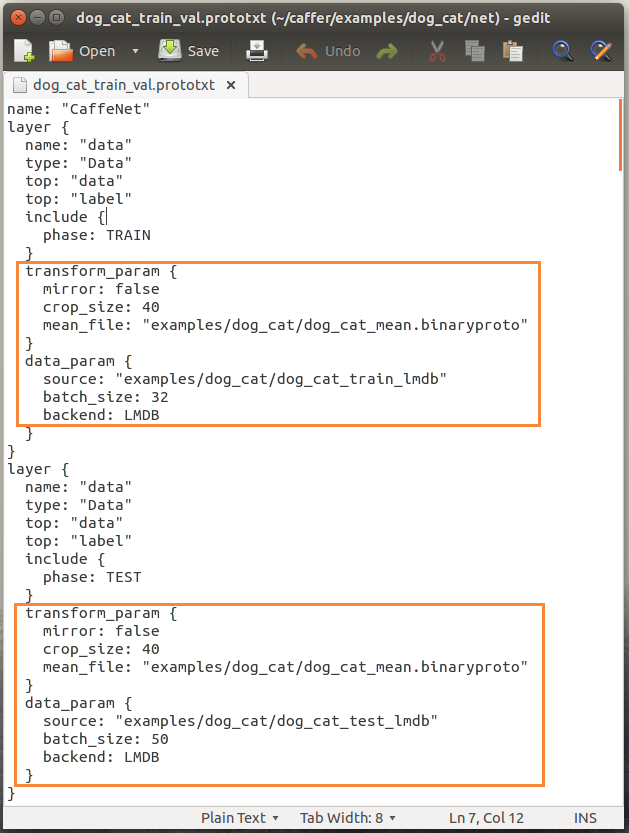 dog_cat_train_val.prototxt (~/caffer/examples/dog_cat/net) - gedit
Open Save Undo
dog_cat_train_val.prototxt
name: "CaffeNet"
layer {
  name: "data"
  type: "Data"
  top: "data"
  top: "label"
  include {
    phase: TRAIN
  }
  transform_param {
    mirror: false
    crop_size: 40
    mean_file: "examples/dog_cat/dog_cat_mean.binaryproto"
  }
  data_param {
    source: "examples/dog_cat/dog_cat_train_lmdb"
    batch_size: 32
    backend: LMDB
  }
}
layer {
  name: "data"
  type: "Data"
  top: "data"
  top: "label"
  include {
    phase: TEST
  }
  transform_param {
    mirror: false
    crop_size: 40
    mean_file: "examples/dog_cat/dog_cat_mean.binaryproto"
  }
  data_param {
    source: "examples/dog_cat/dog_cat_test_lmdb"
    batch_size: 50
    backend: LMDB
  }
}
Plain Text Tab Width: 8 Ln 7, Col 12 INS